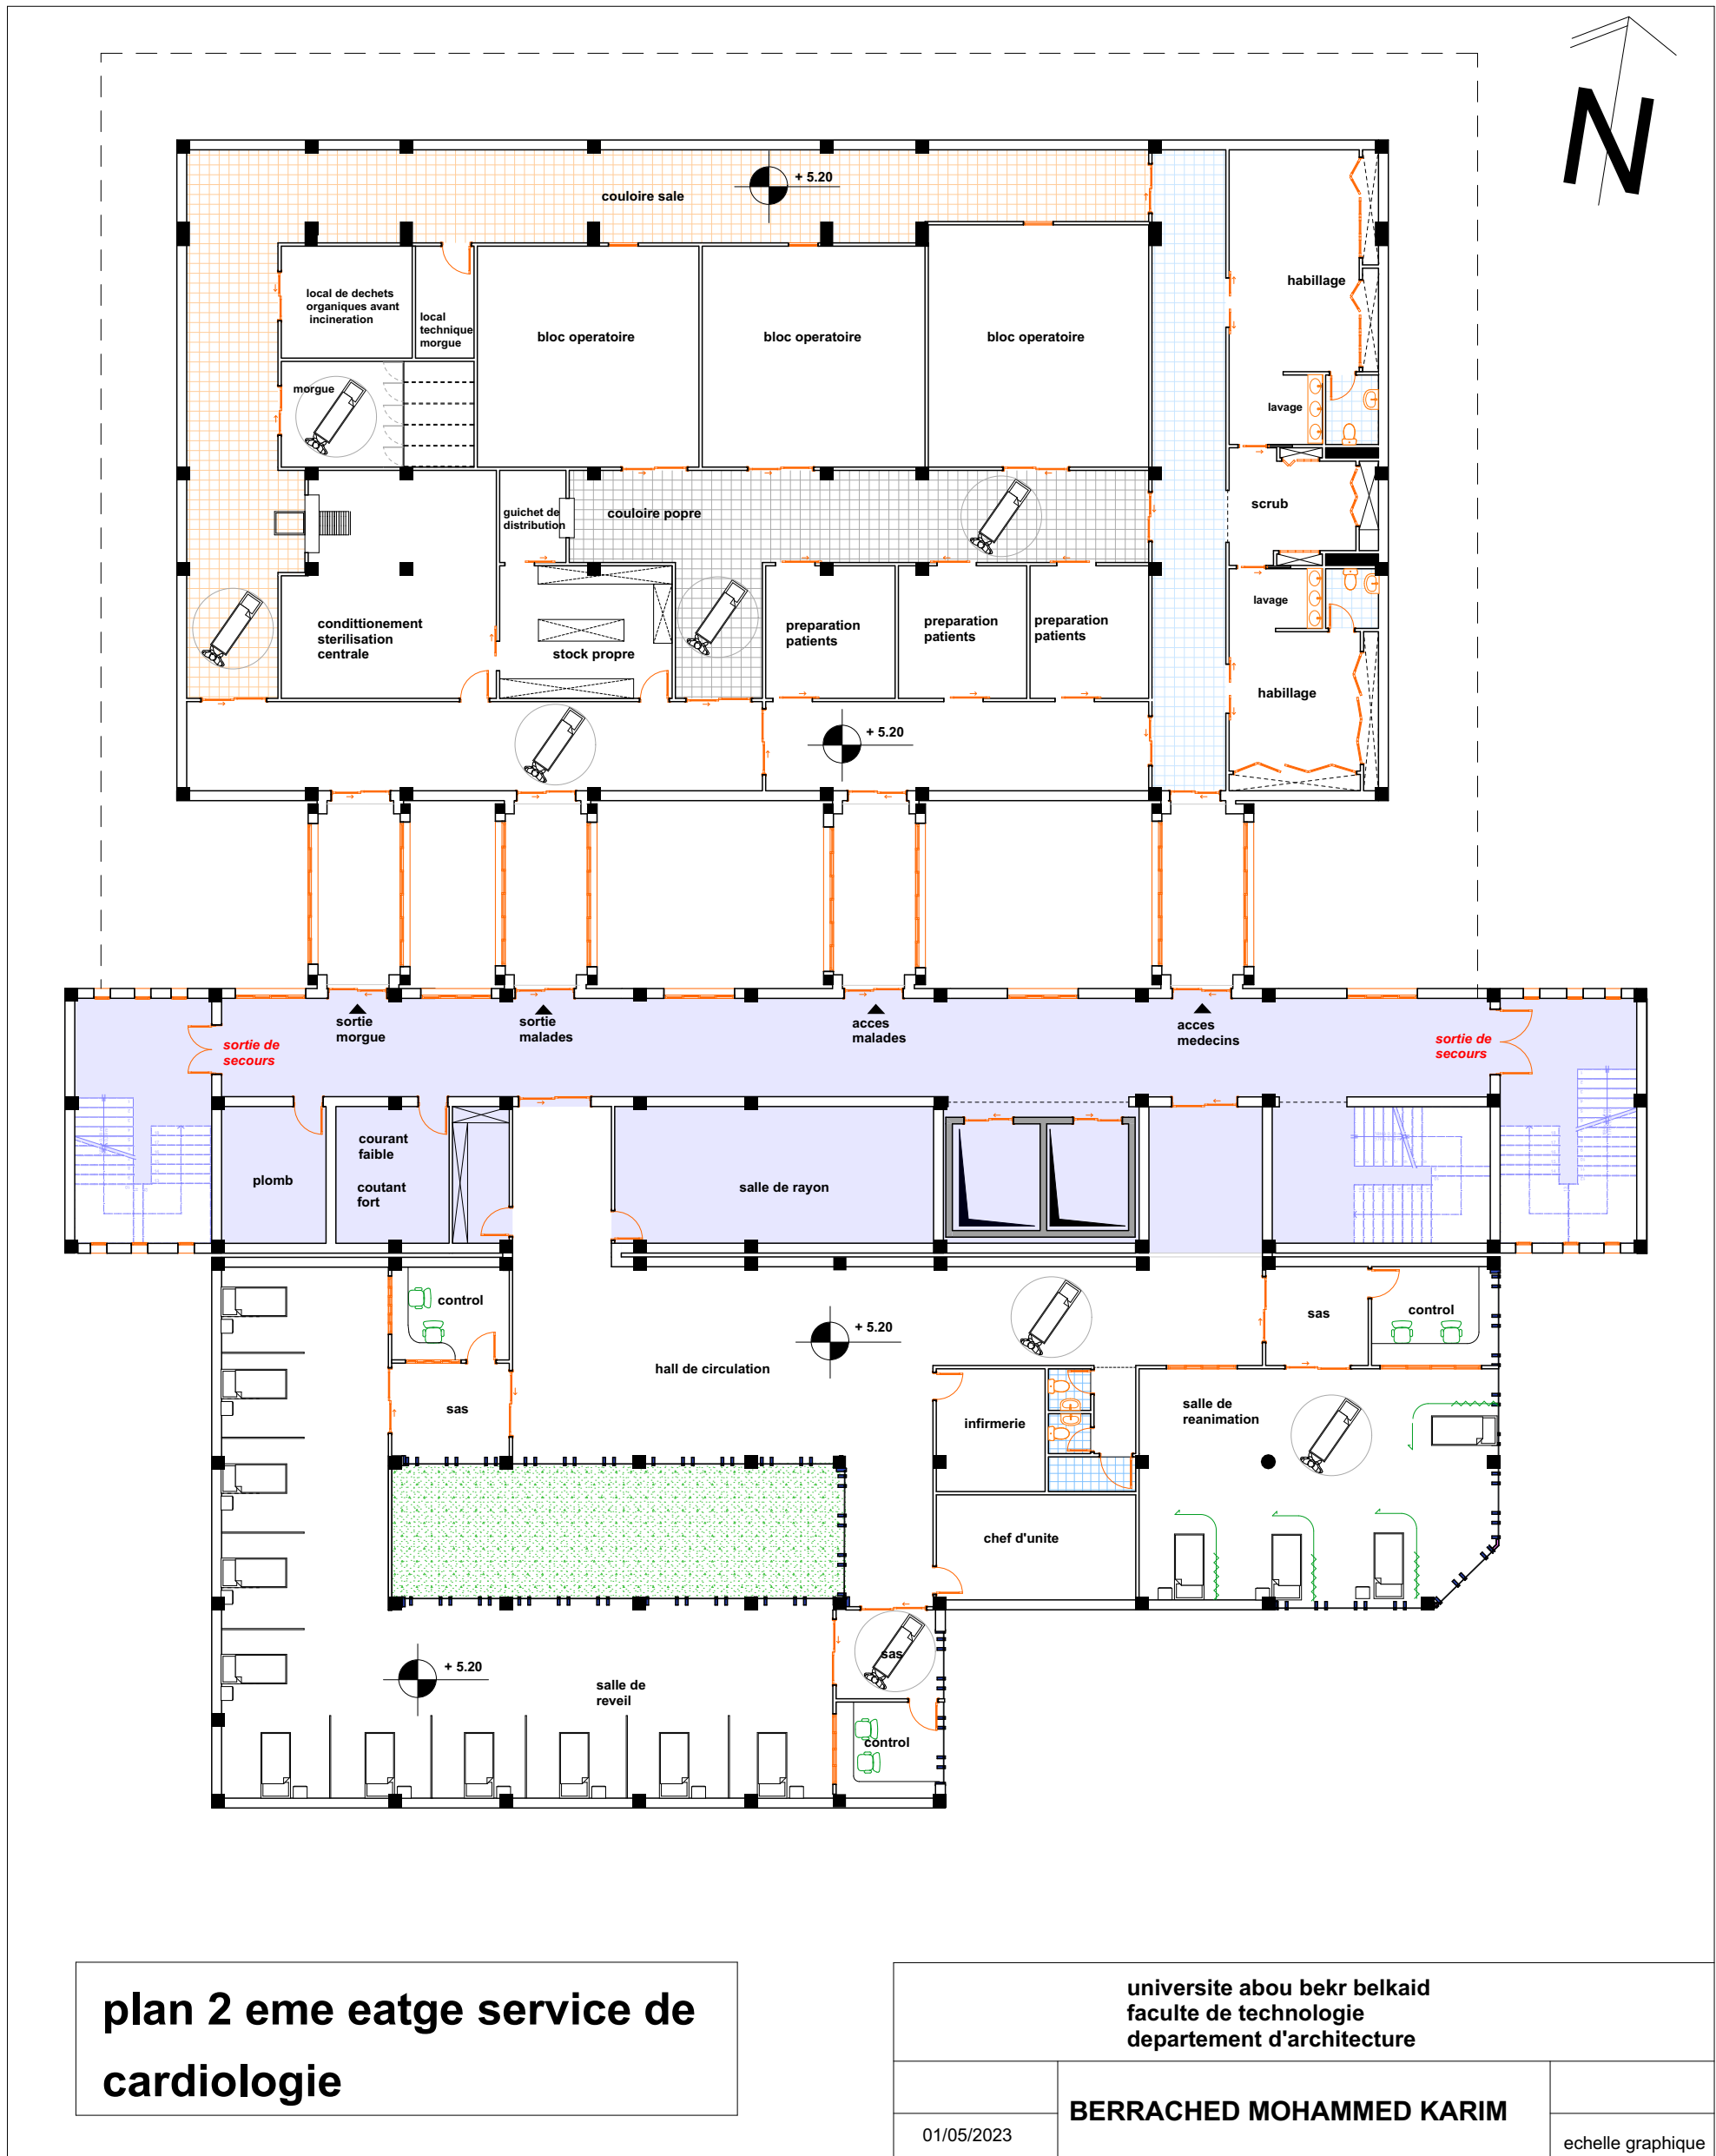 N
+ 5.20
couloire sale
habillage
local de dechets
organiques avant
incineration
local
technique
morgue
bloc operatoire
bloc operatoire
bloc operatoire
morgue
lavage
guichet de
distribution
couloire popre
scrub
condittionement
sterilisation
centrale
stock propre
preparation
patients
preparation
patients
preparation
patients
lavage
habillage
+ 5.20
sortie
morgue
sortie
malades
acces
malades
acces
medecins
sortie de
secours
sortie de
secours
plomb
courant
faible
coutant
fort
salle de rayon
control
+ 5.20
sas
control
hall de circulation
sas
infirmerie
salle de
reanimation
chef d'unite
+ 5.20
salle de
reveil
sas
control
plan 2 eme eatge service de
cardiologie
universite abou bekr belkaid
faculte de technologie
departement d'architecture
BERRACHED MOHAMMED KARIM
01/05/2023
echelle graphique